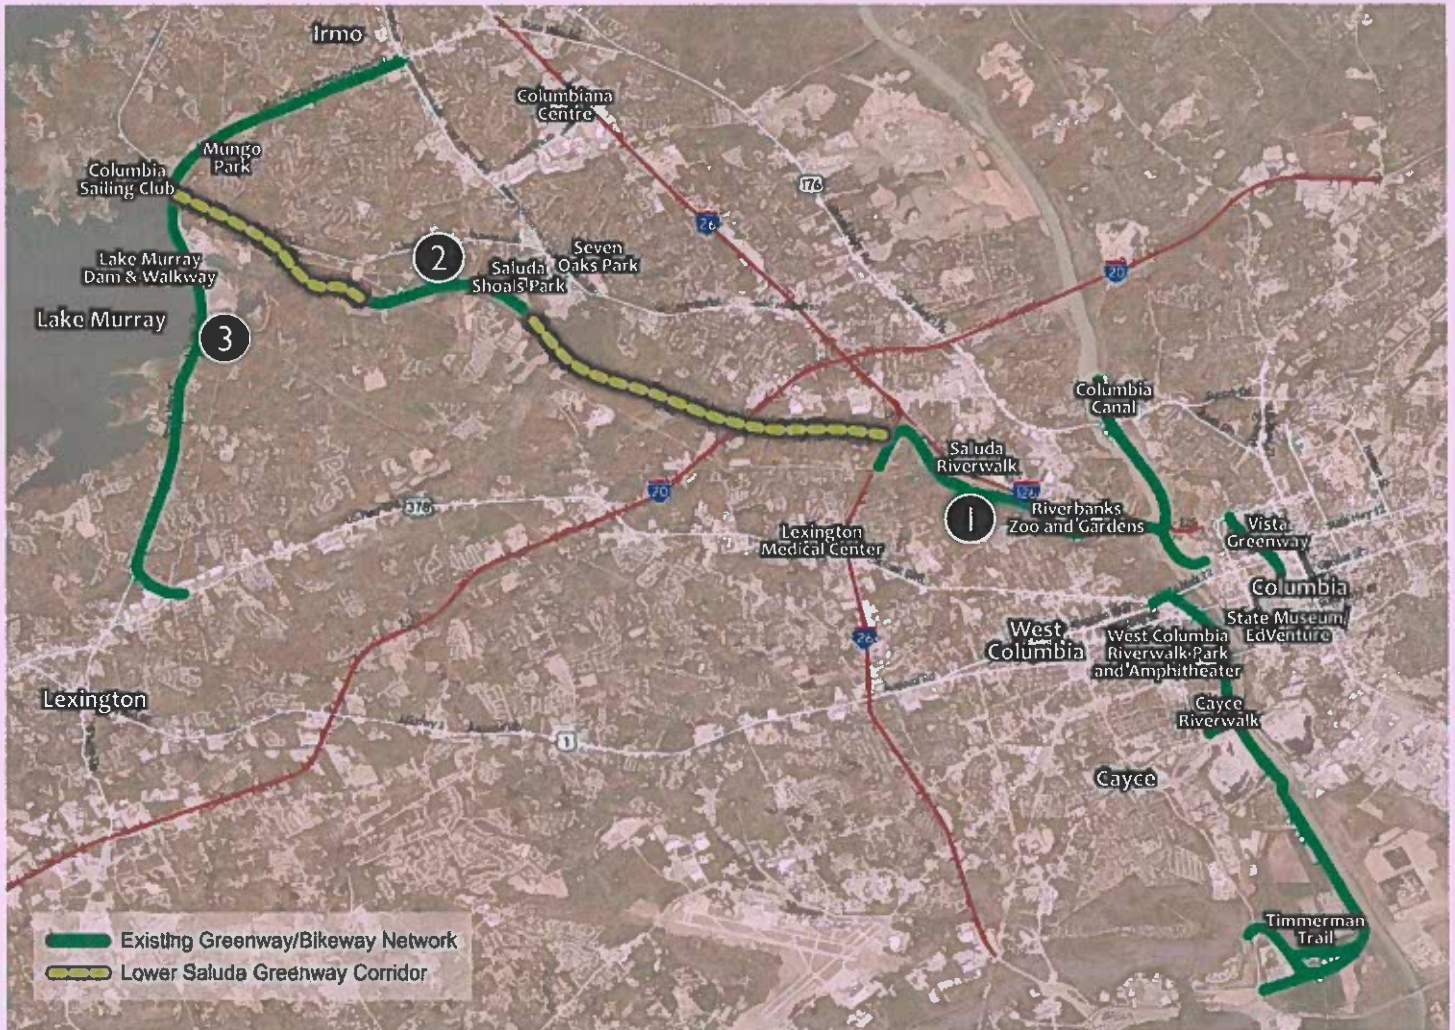 Irmo
Columbiana
Centre
Mungo
Park
Columbia
Sailing Club
176
26
20
2
Seven
Oaks Park
Lake Murray
Dam & Walkway
Saluda
Shoals Park
Lake Murray
3
Columbia
Canal
Saluda
Riverwalk
20
126
378
1
Riverbanks
Zoo and Gardens
Lexington
Medical Center
Vista
Greenway
Columbia
State Museum/
EdVenture
26
West
Columbia
West Columbia
Riverwalk Park
and Amphitheater
Lexington
Cayce
Riverwalk
1
Cayce
Timmerman
Trail
Existing Greenway/Bikeway Network
Lower Saluda Greenway Corridor